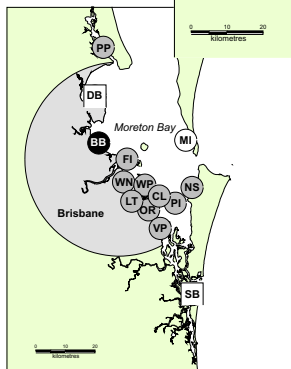 0 10 20
kilometres
PP
DB
Moreton Bay
BB
MI
FI
WN
WP
NS
CL
LT
PI
OR
Brisbane
VP
SB
0 10 20
kilometres